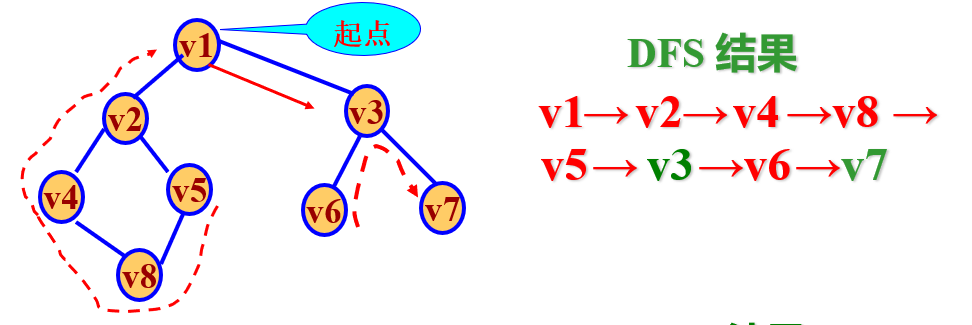 起点
v1
v2
v3
v4
v5
v6
v7
v8
DFS 结果
v1→ v2→ v4 →v8 →
v5→ v3 →v6→v7